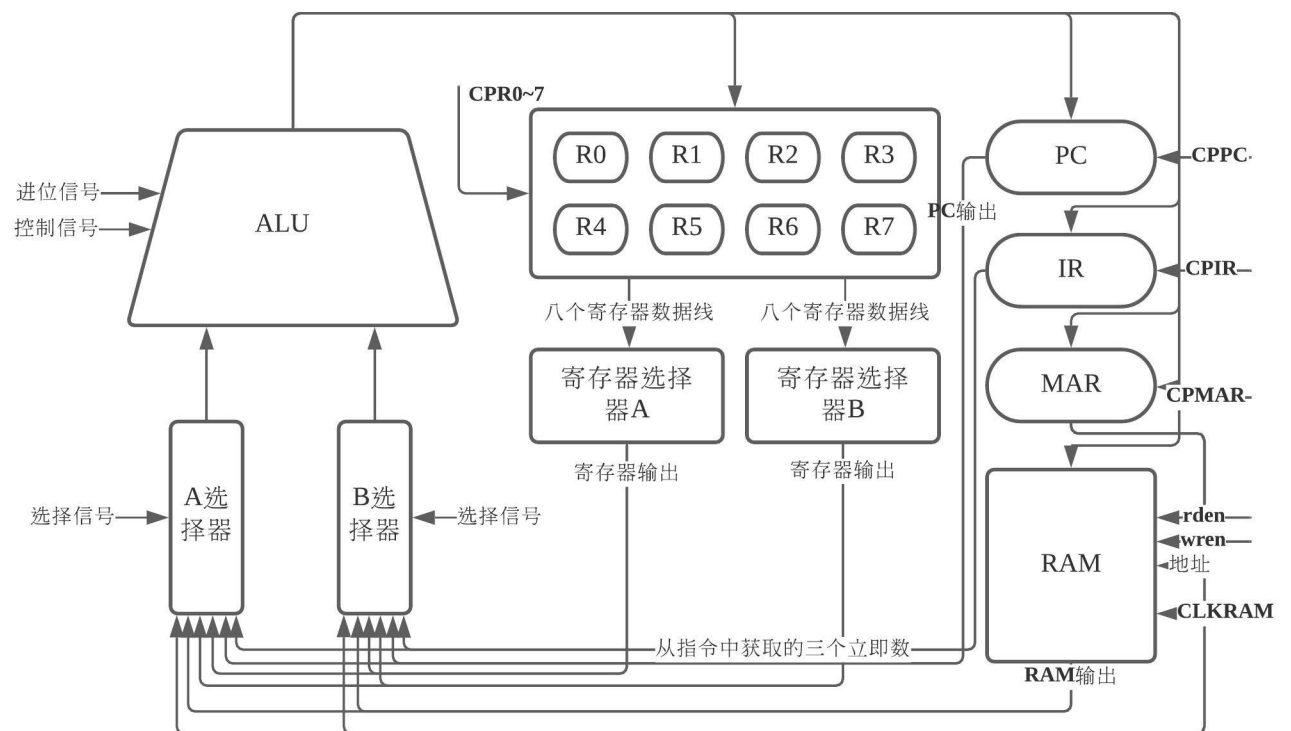 CPR0~7
R0
R1
R2
R3
PC
CPPC
进位信号
控制信号
ALU
R4
R5
R6
R7
PC输出
IR
CPIR
八个寄存器数据线
八个寄存器数据线
寄存器选择
器A
寄存器选择
器B
MAR
CPMAR
寄存器输出
寄存器输出
选择信号
A选
择器
B选
择器
选择信号
RAM
rden
wren
地址
CLKRAM
从指令中获取的三个立即数
RAM输出